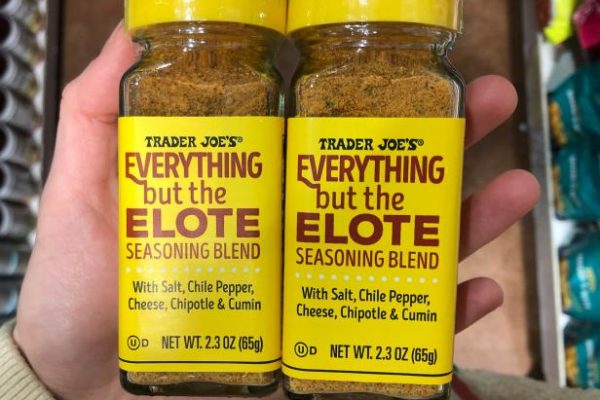 TRADER JOE'S®
EVERYTHING
but the
ELOTE
SEASONING BLEND
With Salt, Chile Pepper,
Cheese, Chipotle & Cumin
U D NET WT. 2.3 OZ (65g)
TRADER JOE'S®
EVERYTHING
but the
ELOTE
SEASONING BLEND
With Salt, Chile Pepper,
Cheese, Chipotle & Cumin
U D NET WT. 2.3 OZ (65g)